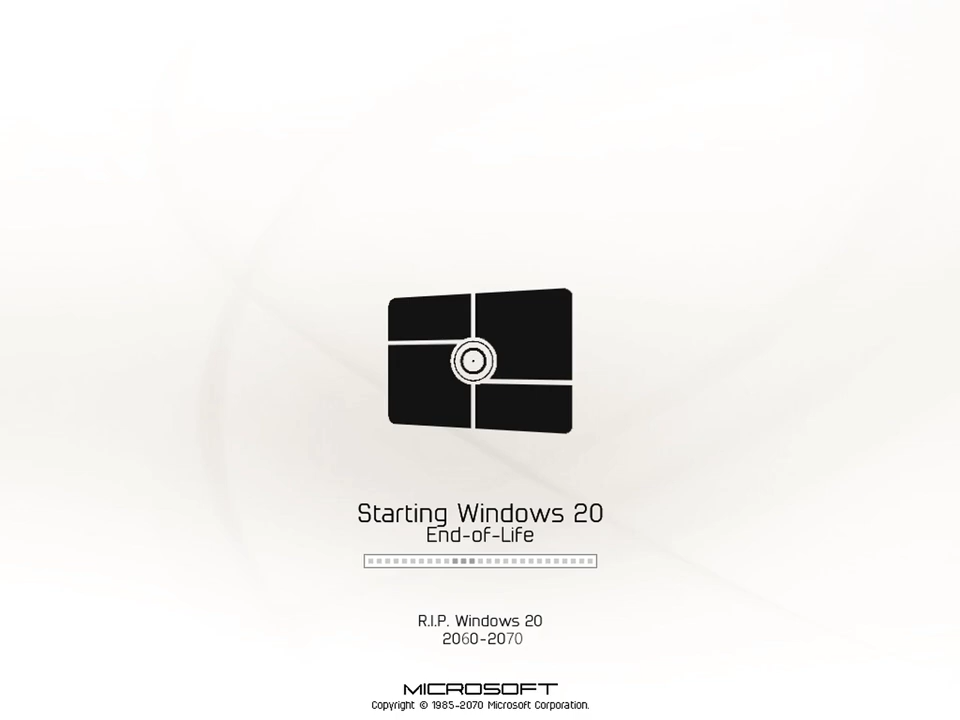 Starting Windows 20
End-of-Life
R.I.P. Windows 20
2060-2070
MICROSOFT
Copyright © 1985-2070 Microsoft Corporation.